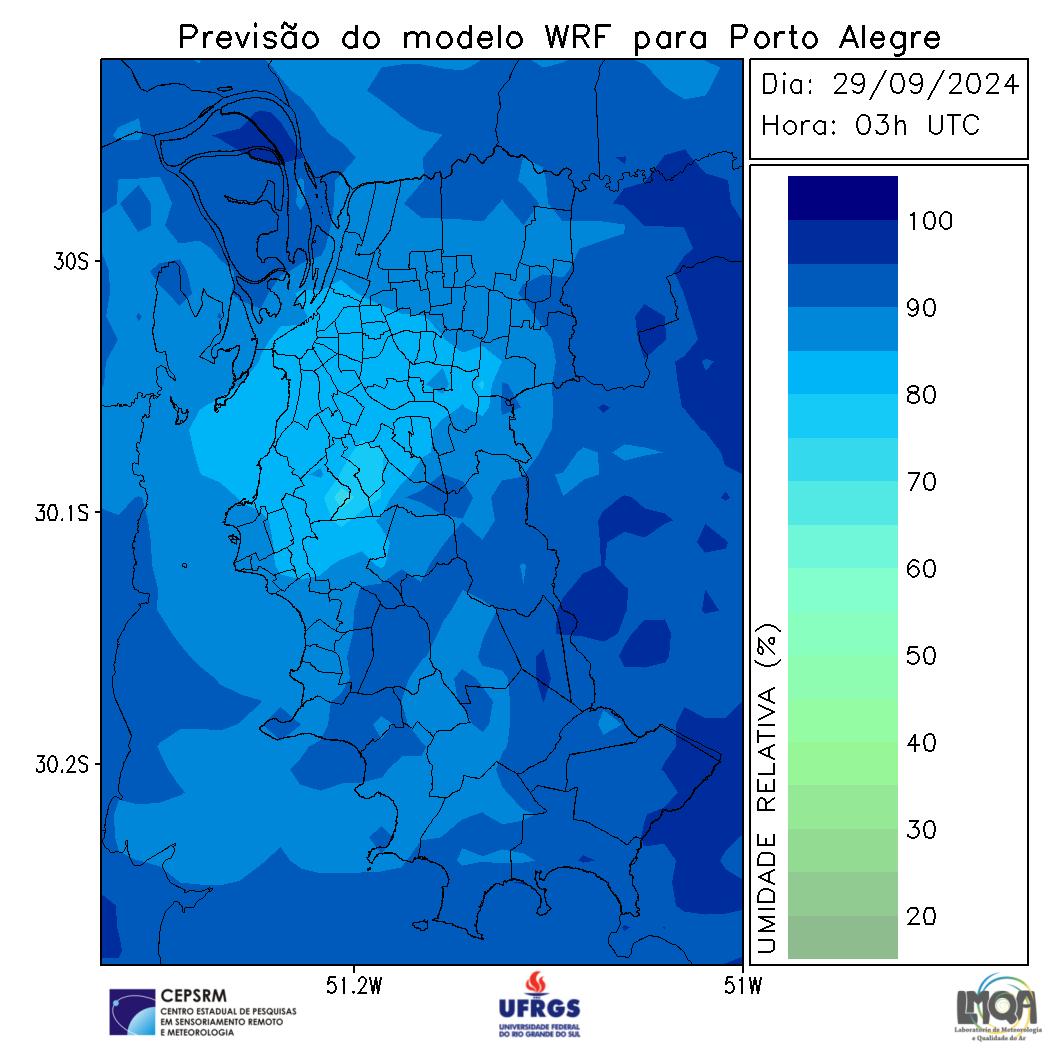 Previsão do modelo WRF para Porto Alegre
Dia: 29/09/2024
Hora: 03h UTC
30S
30.1S
30.2S
51.2W
51W
UMIDADE RELATIVA (%)
100
90
80
70
60
50
40
30
20
CEPSRM
CENTRO ESTADUAL DE PESQUISAS
EM SENSORIAMENTO REMOTO
E METEOROLOGIA
UFRGS
UNIVERSIDADE FEDERAL
DO RIO GRANDE DO SUL
LMQA
Laboratório de Meteorologia
e Qualidade do Ar